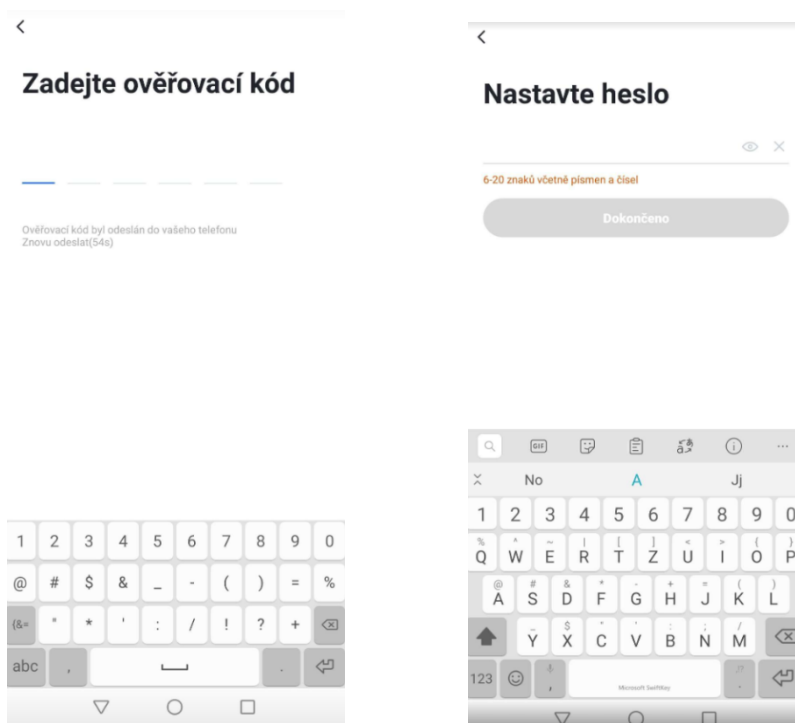 Zadejte ověřovací kód
Ověřovací kód byl odeslán do vašeho telefonu
Znovu odeslat(54s)
1 2 3 4 5 6 7 8 9 0
@ # $ & _ - ( ) = %
{&= " * ' : / ! ? +
abc , .
Nastavte heslo
6-20 znaků včetně písmen a čísel
Dokončeno
GIF
No A Jj
1 2 3 4 5 6 7 8 9 0
Q W E R T Z U I O P
A S D F G H J K L
Y X C V B N M
123 , Microsoft SwiftKey .